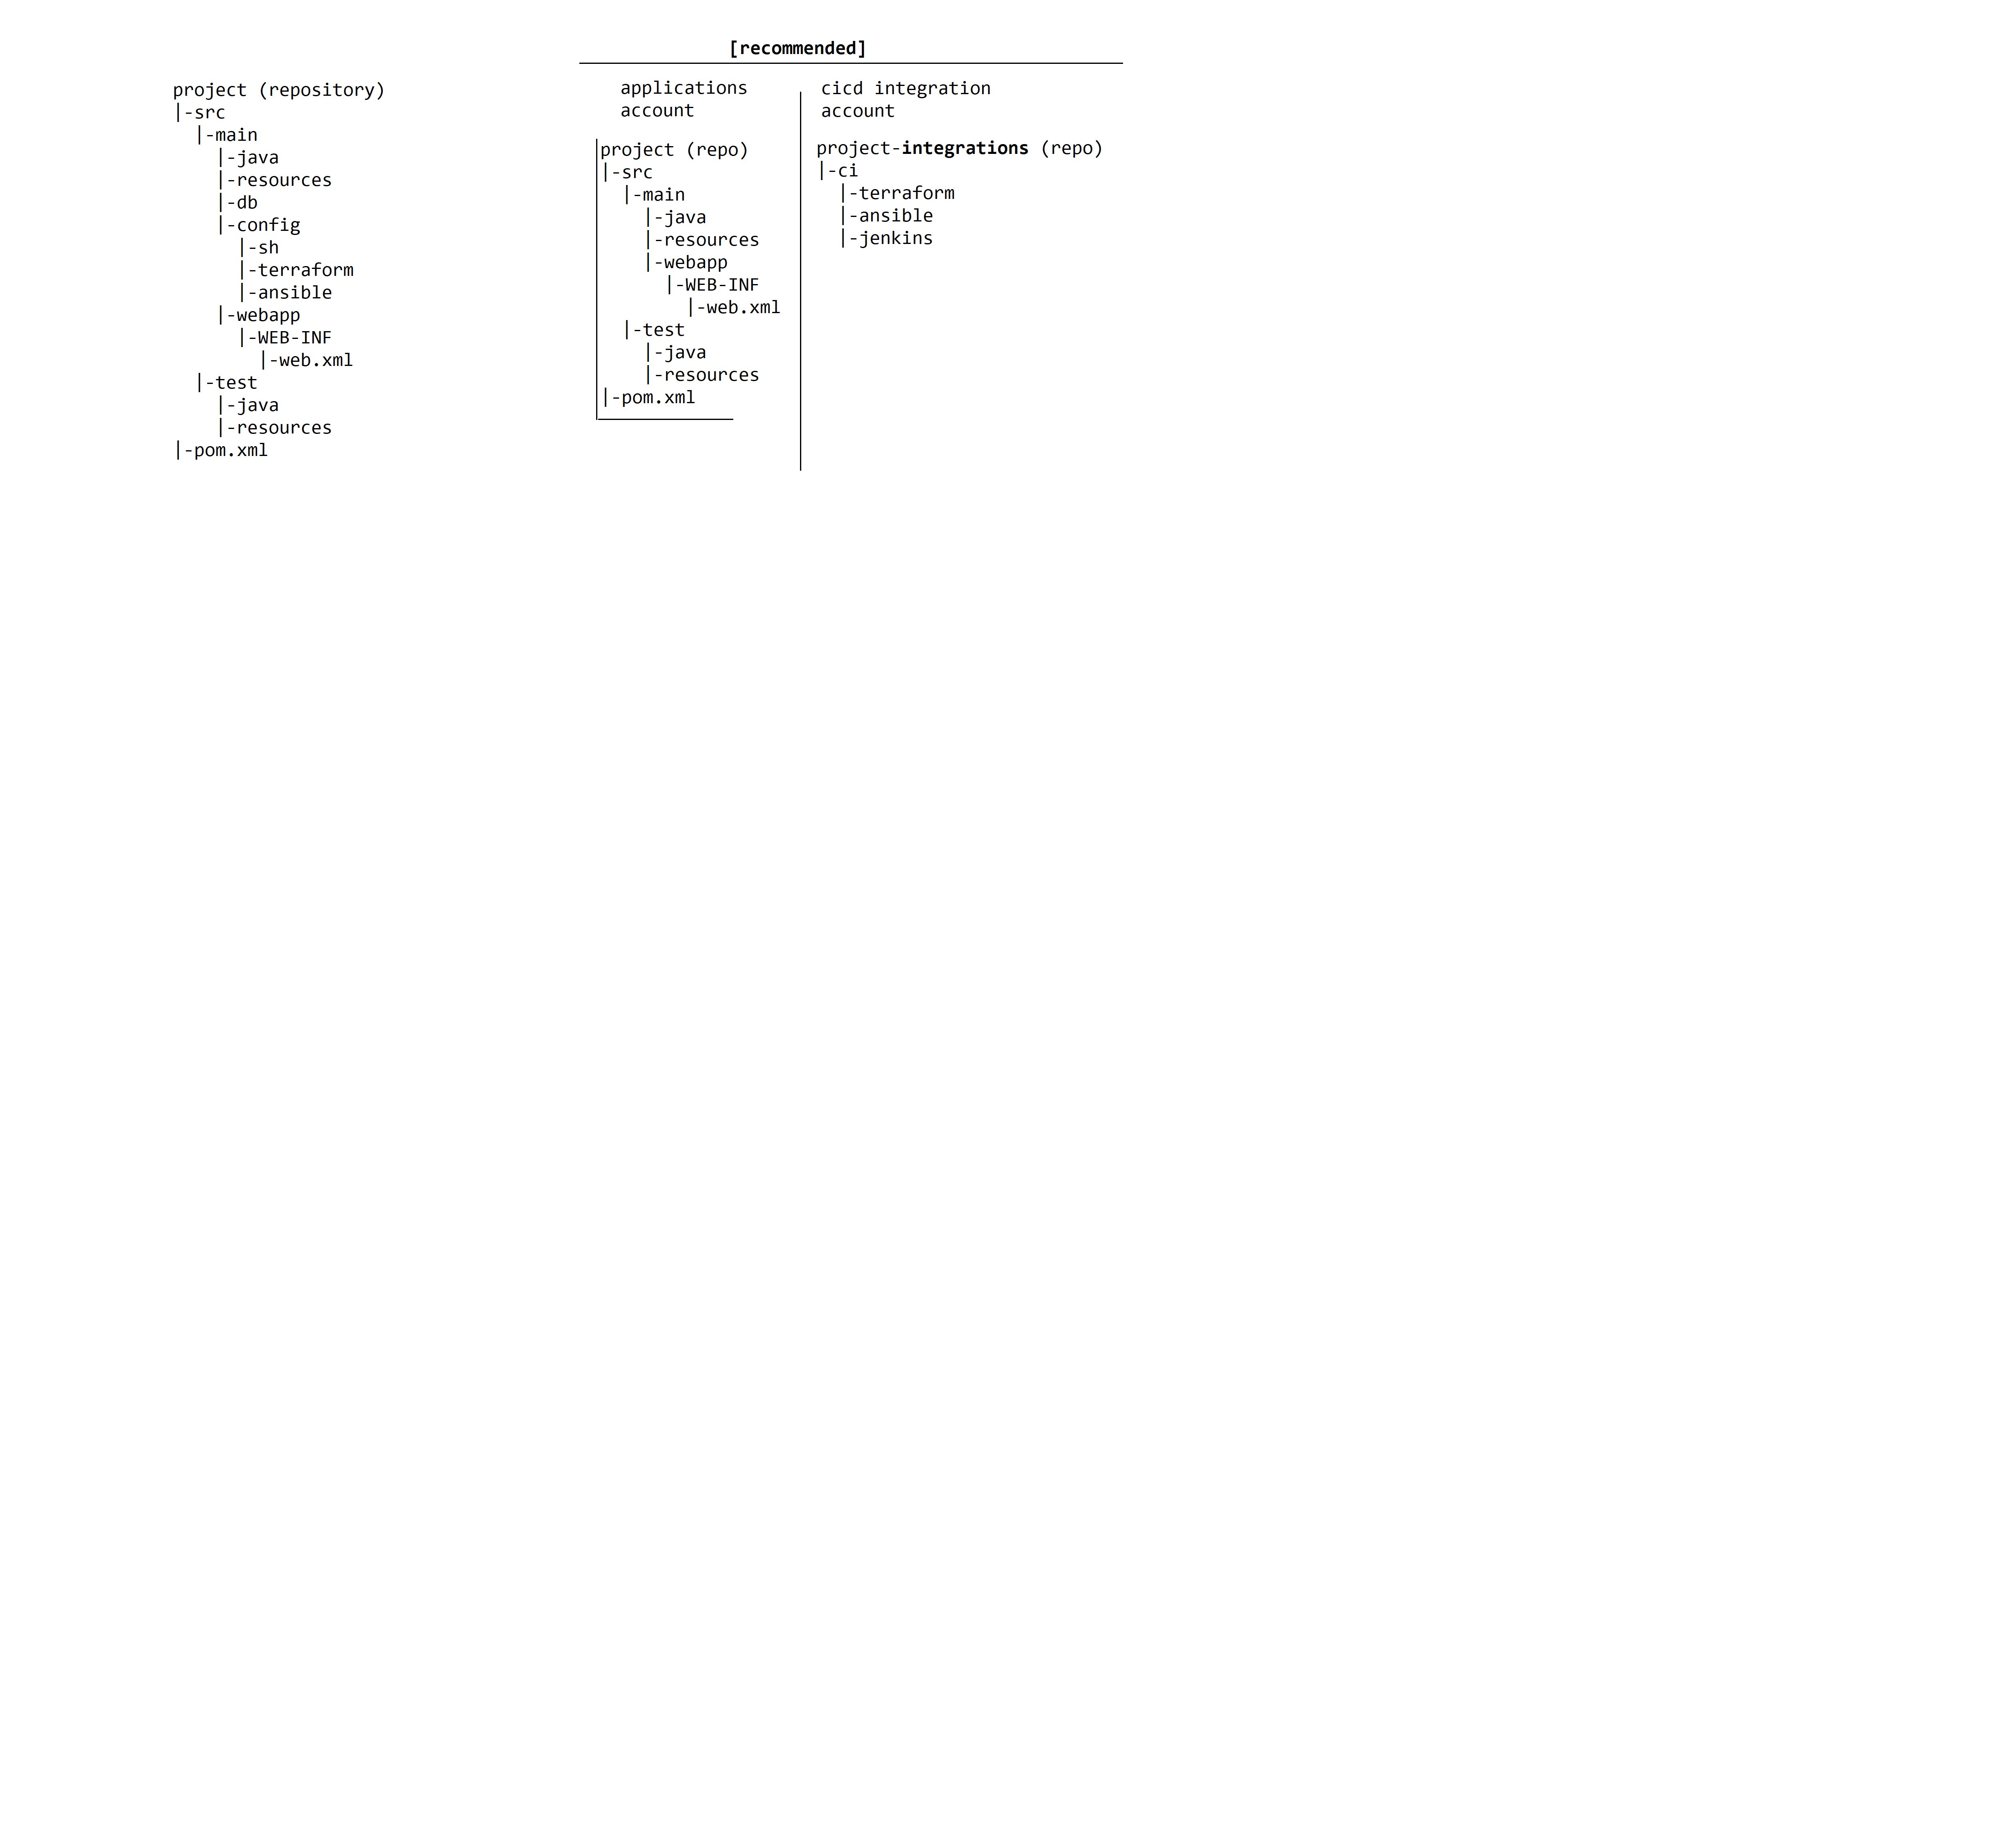 [recommended]
project (repository)
|-src
  |-main
    |-java
    |-resources
    |-db
    |-config
      |-sh
      |-terraform
      |-ansible
    |-webapp
      |-WEB-INF
        |-web.xml
  |-test
    |-java
    |-resources
|-pom.xml
applications
account
project (repo)
|-src
  |-main
    |-java
    |-resources
    |-webapp
      |-WEB-INF
        |-web.xml
  |-test
    |-java
    |-resources
|-pom.xml
cicd integration
account
project-integrations (repo)
|-ci
  |-terraform
  |-ansible
  |-jenkins